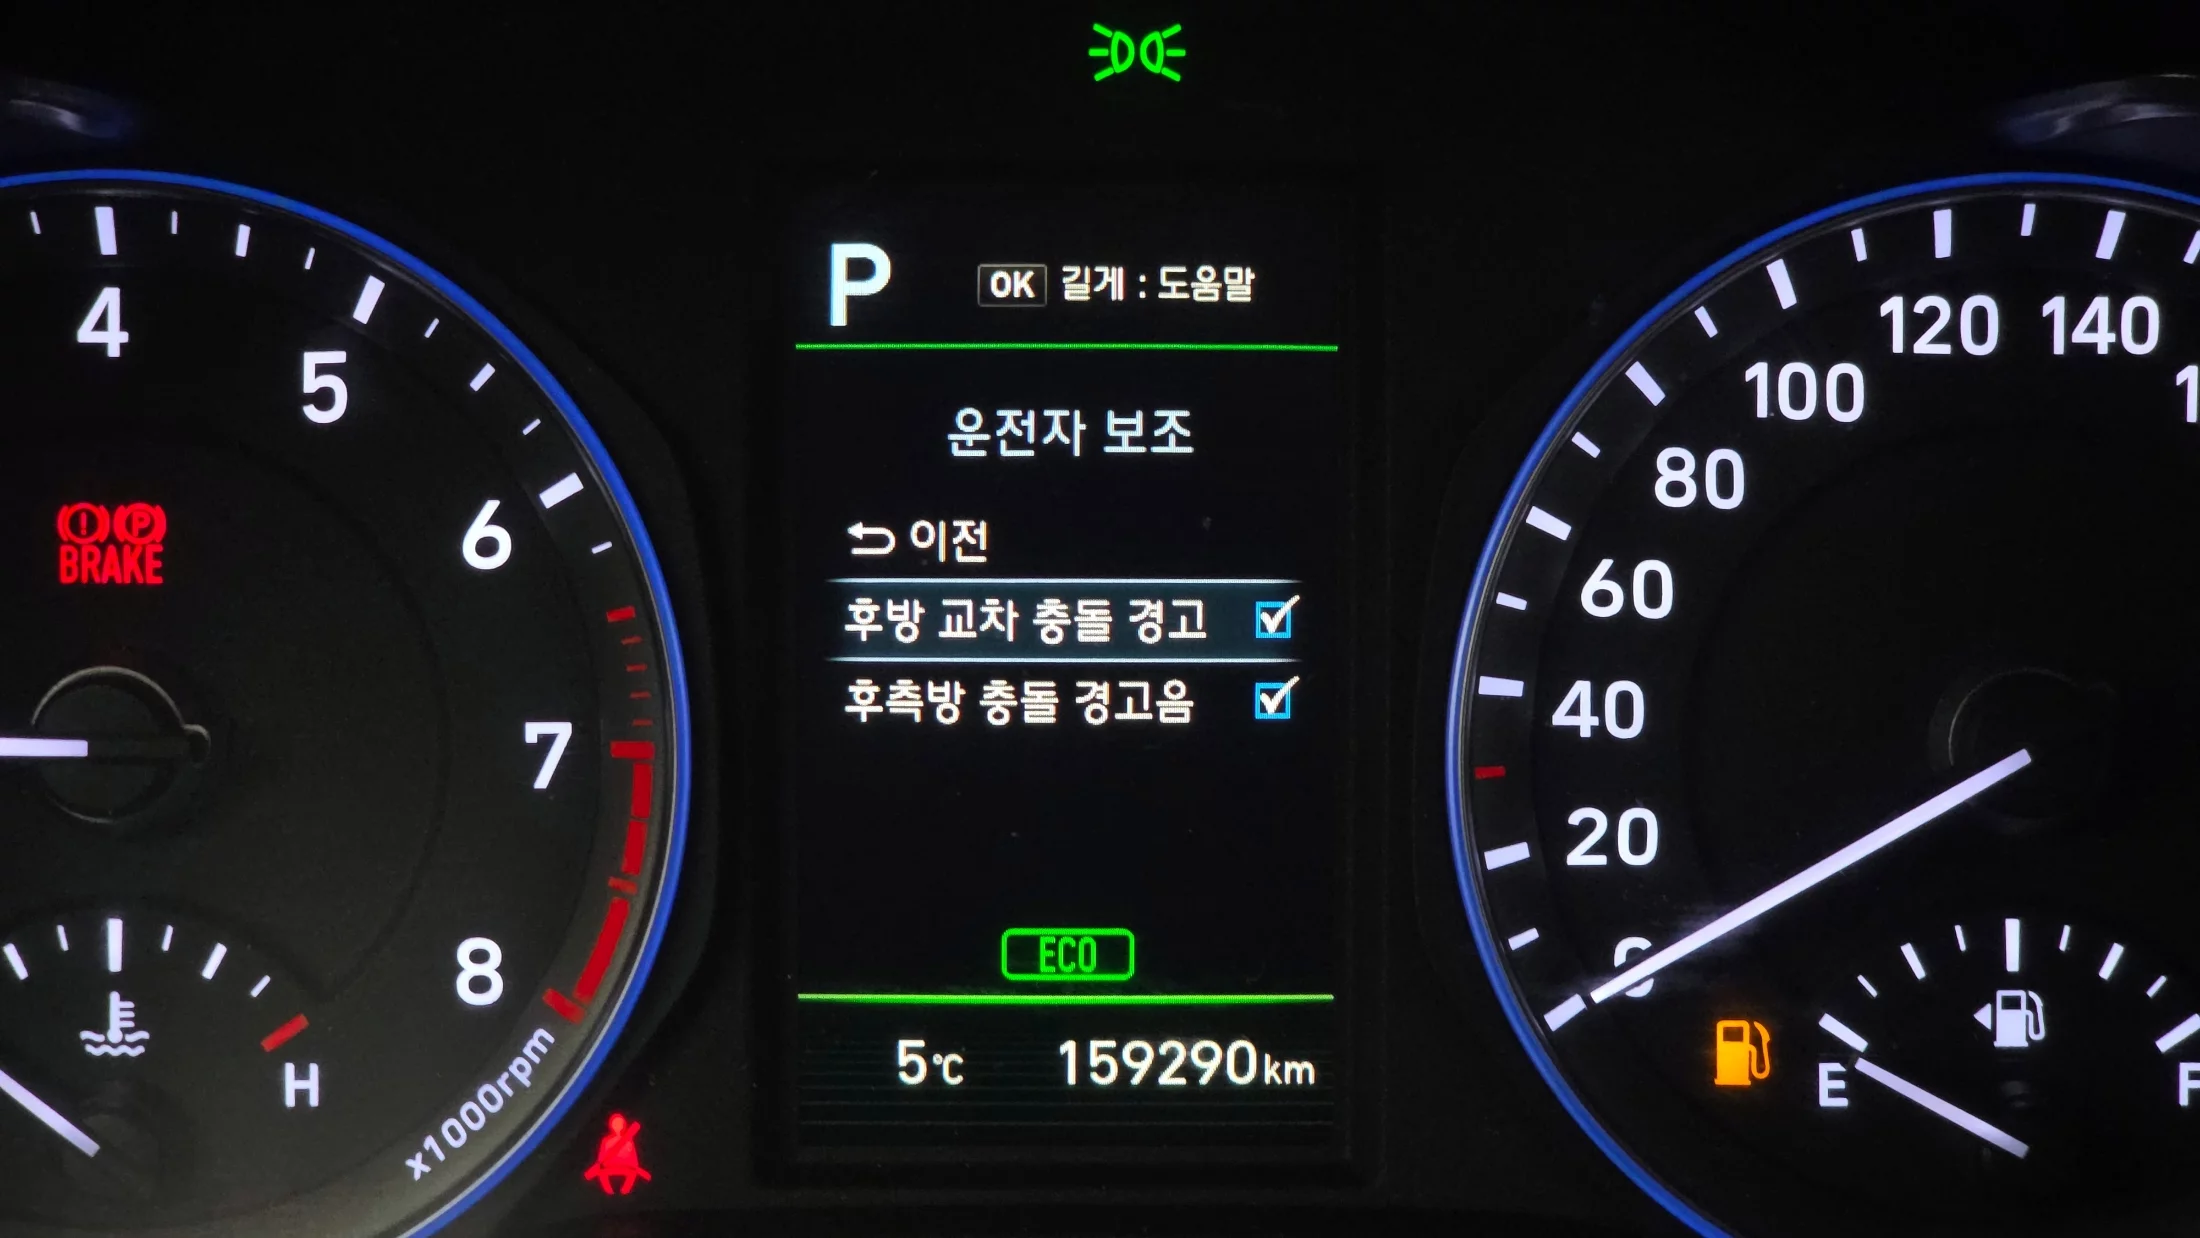 P
OK 길게 : 도움말
운전자 보조
이전
후방 교차 충돌 경고
후측방 충돌 경고음
ECO
5℃ 159290km
4
5
6
7
8
x1000rpm
BRAKE
P
H
0
20
40
60
80
100
120
140
E
F